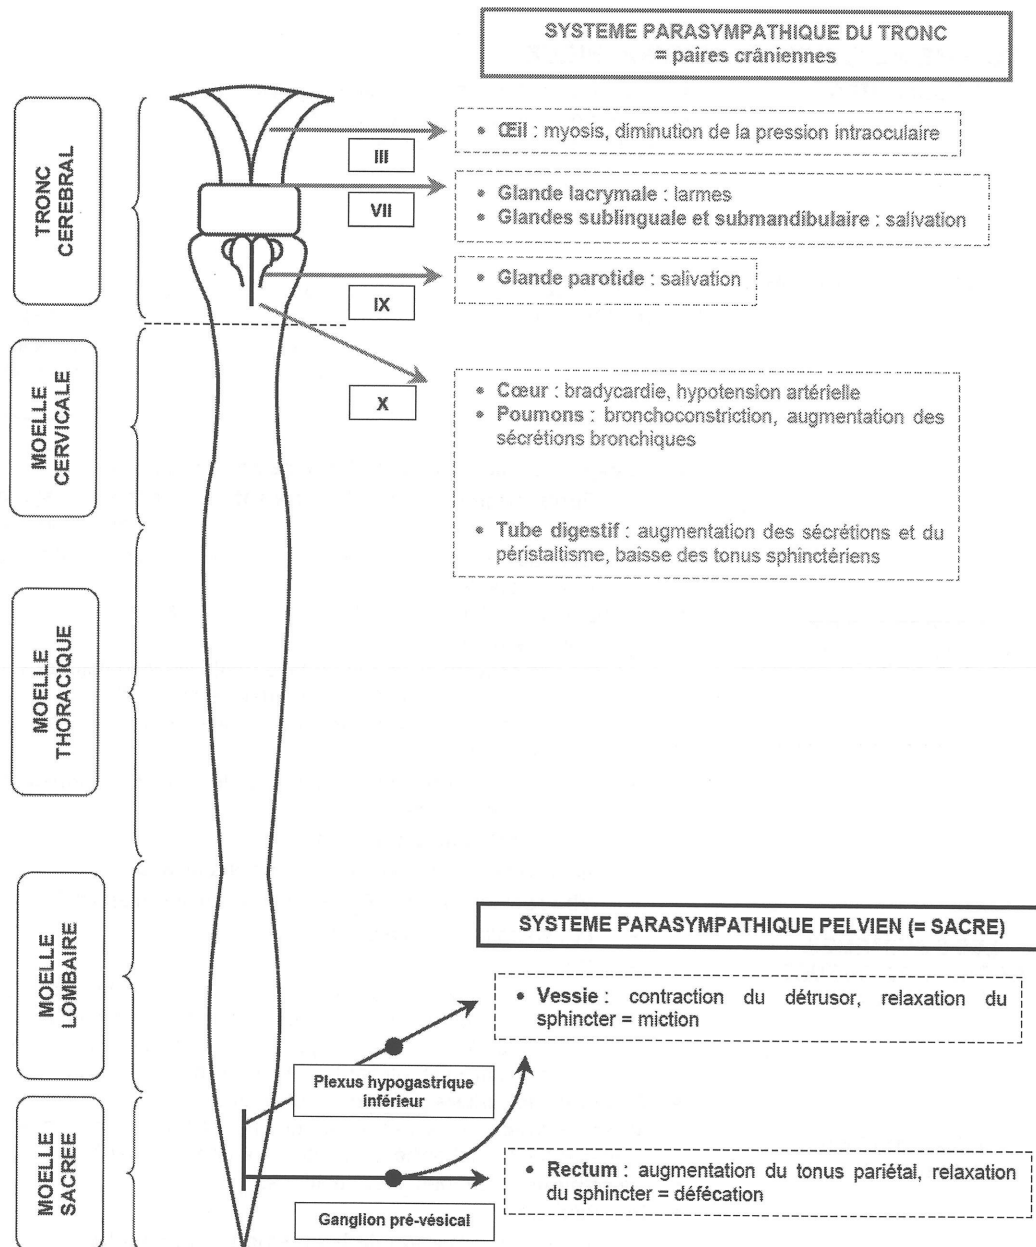 SYSTEME PARASYMPATHIQUE DU TRONC
= paires crâniennes
TRONC
CEREBRAL
• Œil : myosis, diminution de la pression intraoculaire
III
• Glande lacrymale : larmes
• Glandes sublinguale et submandibulaire : salivation
VII
• Glande parotide : salivation
IX
MOELLE
CERVICALE
X
• Cœur : bradycardie, hypotension artérielle
• Poumons : bronchoconstriction, augmentation des
sécrétions bronchiques
• Tube digestif : augmentation des sécrétions et du
péristaltisme, baisse des tonus sphinctériens
MOELLE
THORACIQUE
MOELLE
LOMBAIRE
SYSTEME PARASYMPATHIQUE PELVIEN (= SACRE)
• Vessie : contraction du détrusor, relaxation du
sphincter = miction
Plexus hypogastrique
inférieur
MOELLE
SACREE
• Rectum : augmentation du tonus pariétal, relaxation
du sphincter = défécation
Ganglion pré-vésical